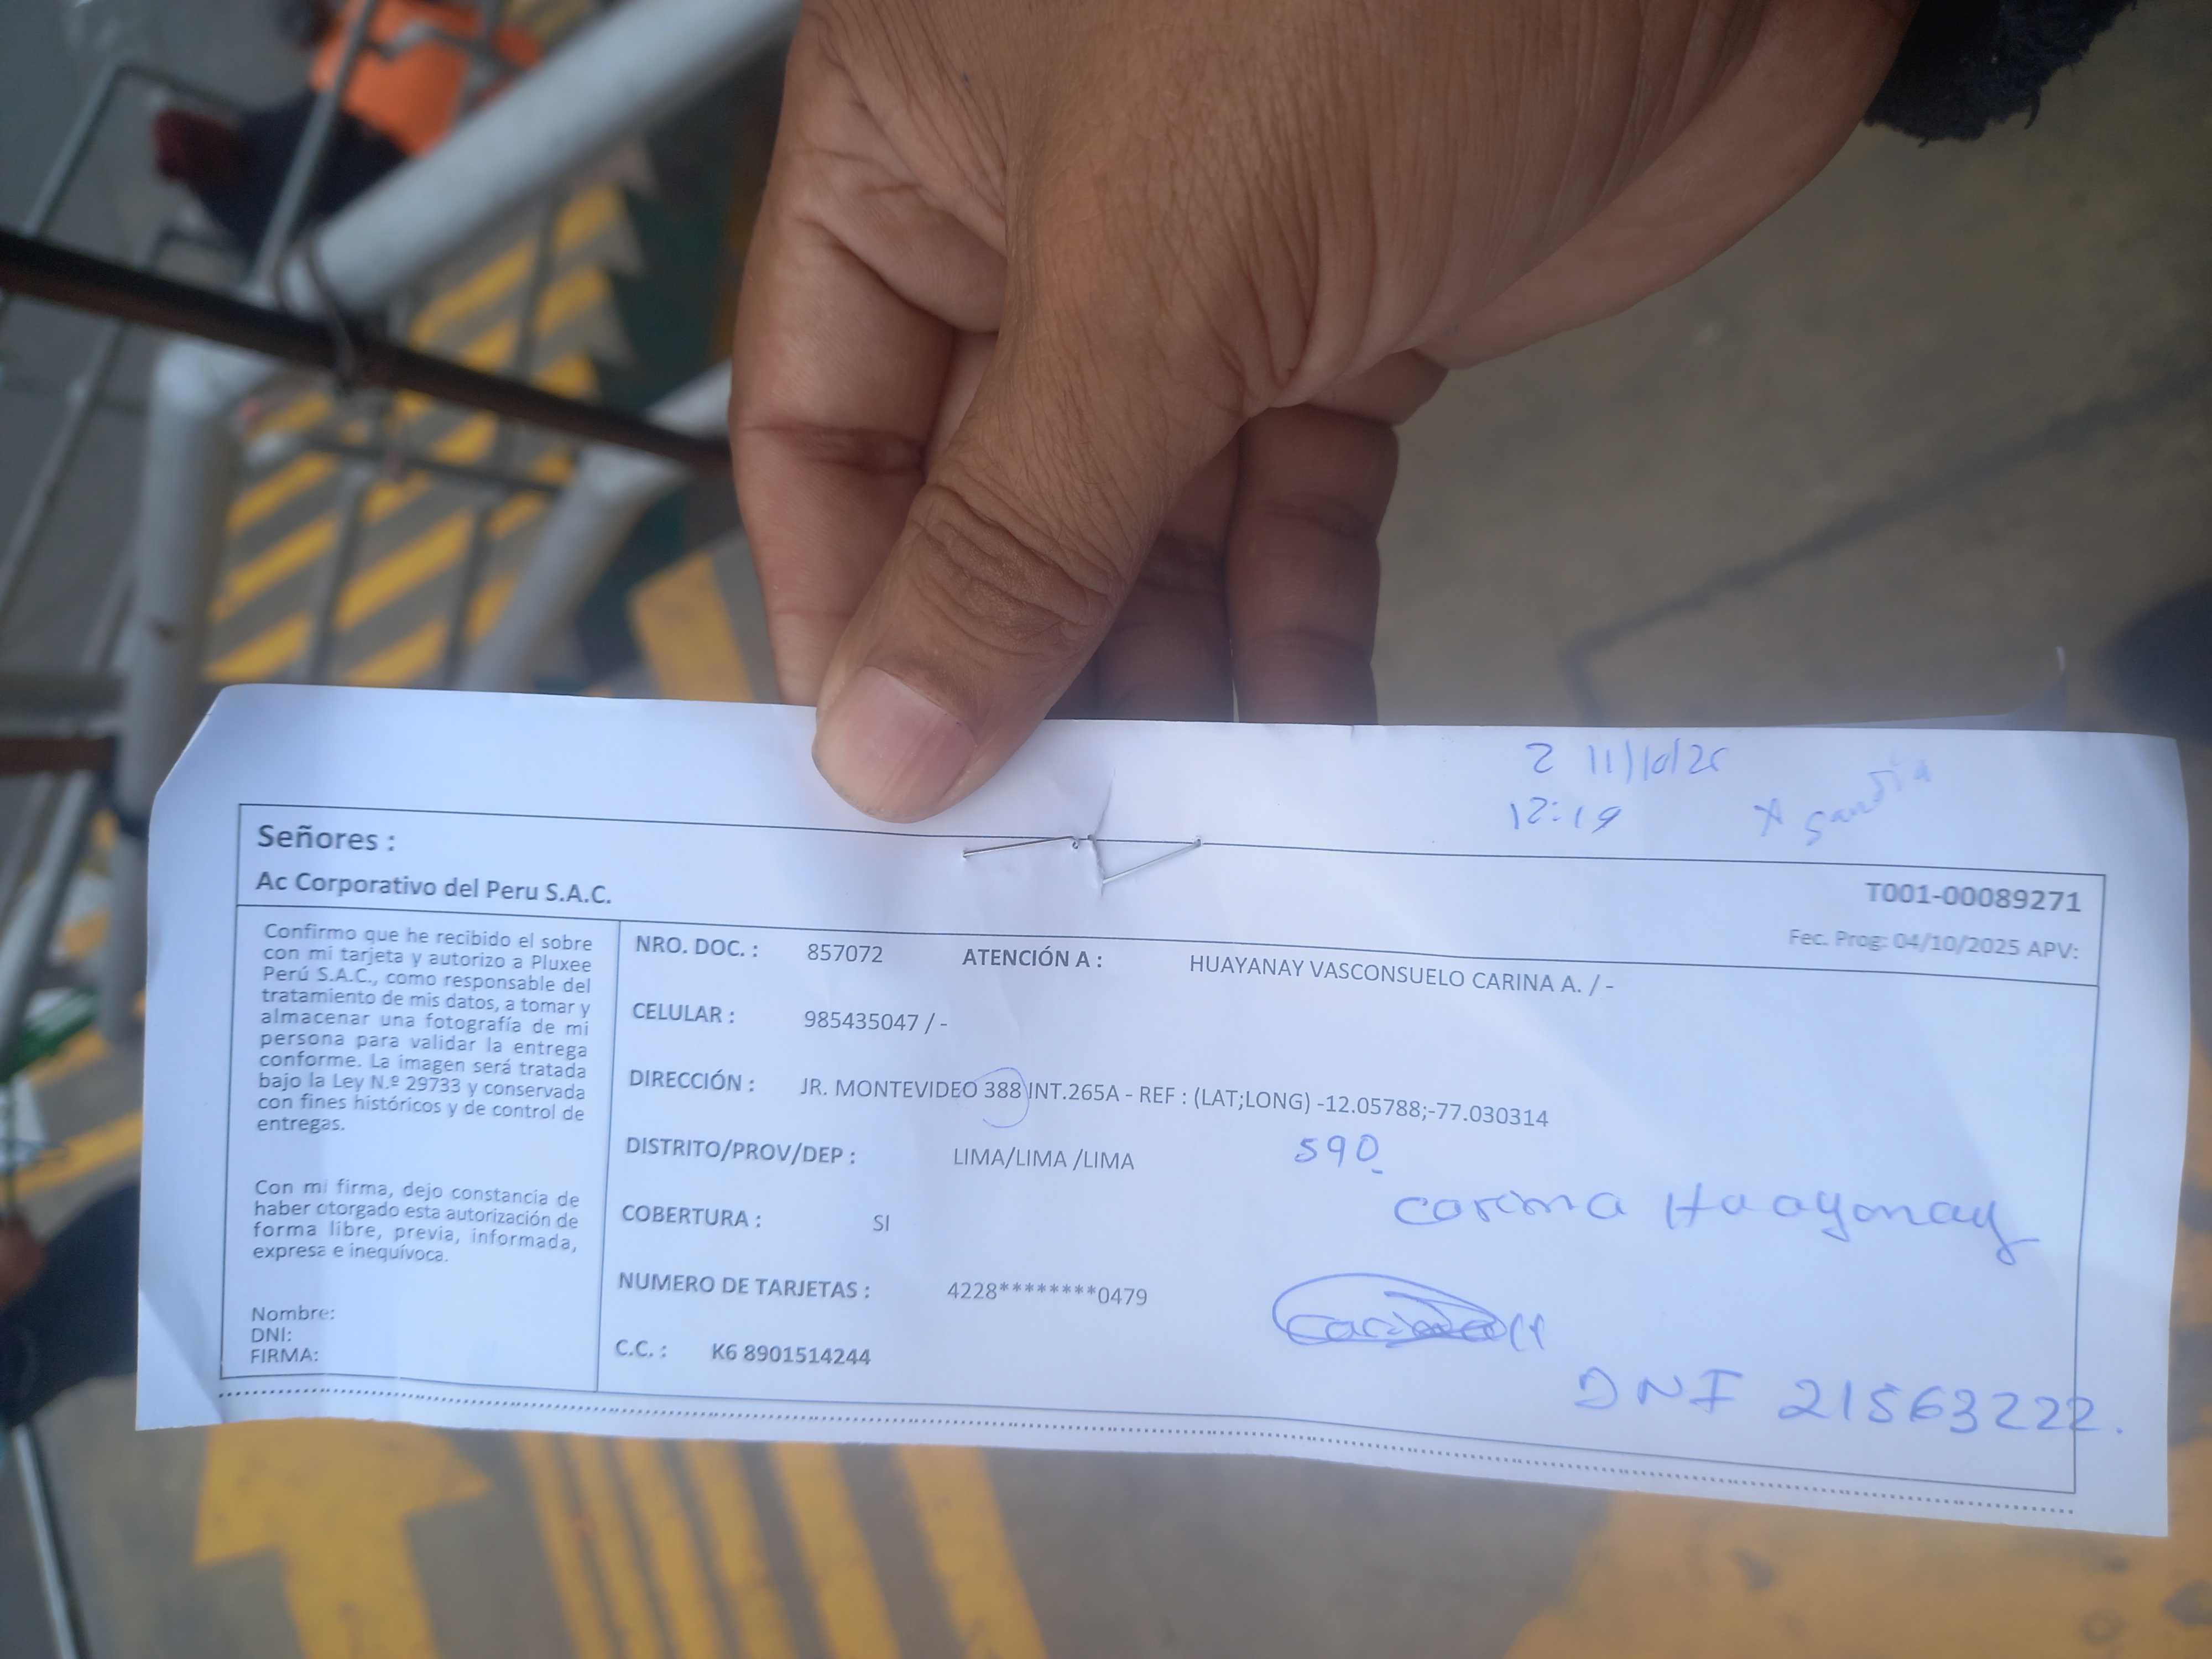 2 11/10/25
12:19
Señores :
Ac Corporativo del Peru S.A.C.
T001-00089271
Fec. Prog: 04/10/2025 APV:
Confirmo que he recibido el sobre
con mi tarjeta y autorizo a Pluxee
Perú S.A.C., como responsable del
tratamiento de mis datos, a tomar y
almacenar una fotografía de mi
persona para validar la entrega
conforme. La imagen será tratada
bajo la Ley N.º 29733 y conservada
con fines históricos y de control de
entregas.
Con mi firma, dejo constancia de
haber otorgado esta autorización de
forma libre, previa, informada,
expresa e inequívoca.
Nombre:
DNI:
FIRMA:
NRO. DOC. : 857072 ATENCIÓN A : HUAYANAY VASCONSUELO CARINA A. / -
CELULAR : 985435047 / -
DIRECCIÓN : JR. MONTEVIDEO 388 INT.265A - REF : (LAT;LONG) -12.05788;-77.030314
DISTRITO/PROV/DEP : LIMA/LIMA /LIMA
590
COBERTURA : SI
Carina Huayanay
NUMERO DE TARJETAS : 4228********0479
C.C. : K6 8901514244
DNI 21563222.